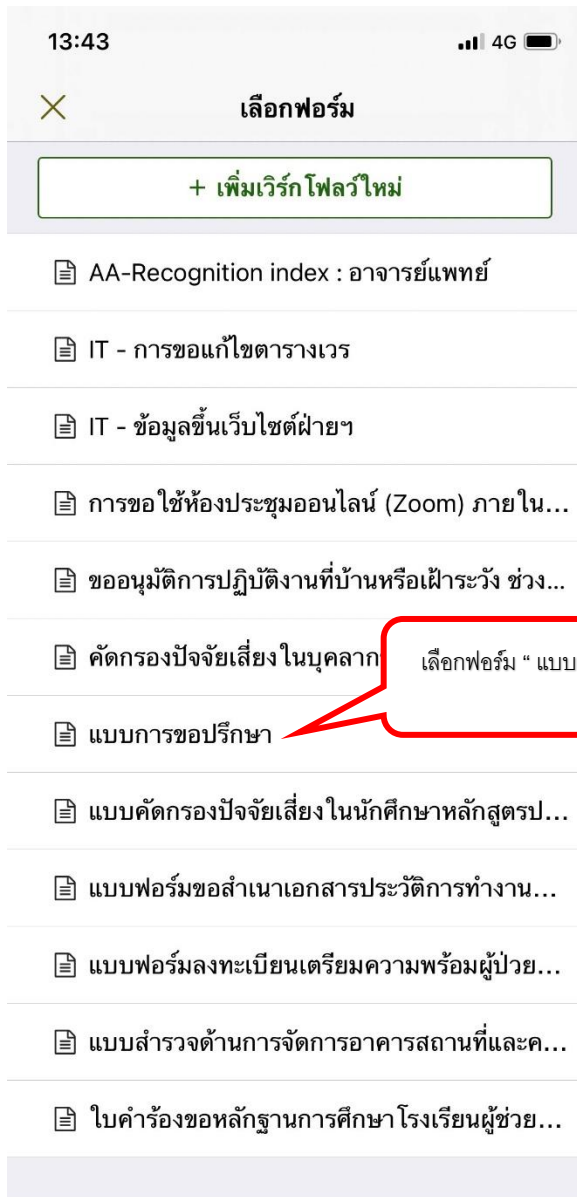 13:43
4G
เลือกฟอร์ม
+ เพิ่มเวิร์กโฟลว์ใหม่
AA-Recognition index : อาจารย์แพทย์
IT - การขอแก้ไขตารางเวร
IT - ข้อมูลขึ้นเว็บไซต์ฝ่ายฯ
การขอใช้ห้องประชุมออนไลน์ (Zoom) ภายใน...
ขออนุมัติการปฏิบัติงานที่บ้านหรือเฝ้าระวัง ช่วง...
คัดกรองปัจจัยเสี่ยงในบุคลาก
เลือกฟอร์ม “ แบบ
แบบการขอปรึกษา
แบบคัดกรองปัจจัยเสี่ยงในนักศึกษาหลักสูตรป...
แบบฟอร์มขอสำเนาเอกสารประวัติการทำงาน...
แบบฟอร์มลงทะเบียนเตรียมความพร้อมผู้ป่วย...
แบบสำรวจด้านการจัดการอาคารสถานที่และค...
ใบคำร้องขอหลักฐานการศึกษาโรงเรียนผู้ช่วย...